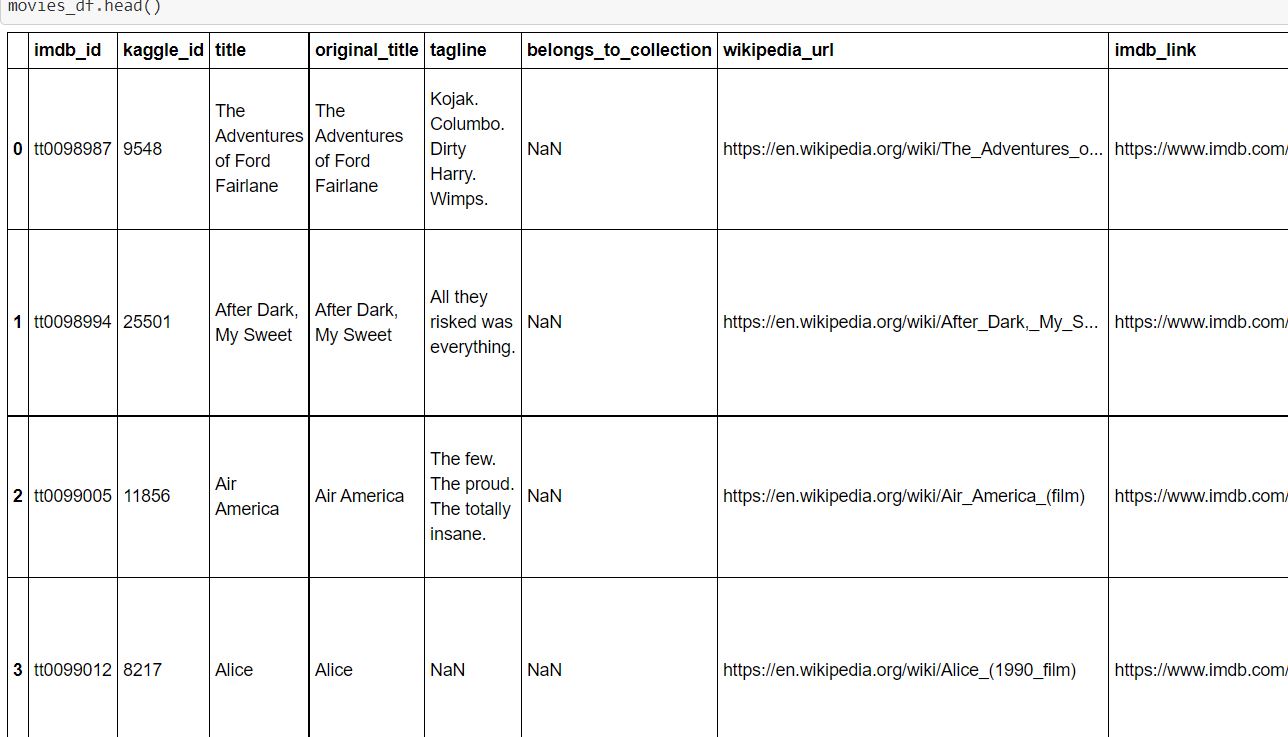 movies_df.head()
imdb_id kaggle_id title original_title tagline belongs_to_collection wikipedia_url imdb_link
0 tt0098987 9548 The Adventures of Ford Fairlane The Adventures of Ford Fairlane Kojak. Columbo. Dirty Harry. Wimps. NaN https://en.wikipedia.org/wiki/The_Adventures_o... https://www.imdb.com/
1 tt0098994 25501 After Dark, My Sweet After Dark, My Sweet All they risked was everything. NaN https://en.wikipedia.org/wiki/After_Dark,_My_S... https://www.imdb.com/
2 tt0099005 11856 Air America Air America The few. The proud. The totally insane. NaN https://en.wikipedia.org/wiki/Air_America_(film) https://www.imdb.com/
3 tt0099012 8217 Alice Alice NaN NaN https://en.wikipedia.org/wiki/Alice_(1990_film) https://www.imdb.com/